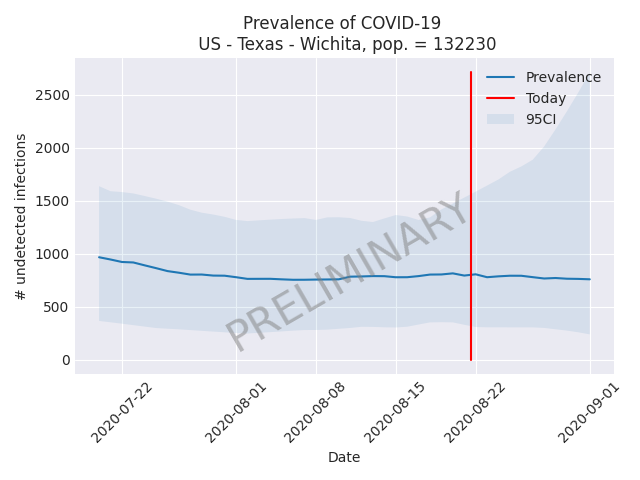 Prevalence of COVID-19
US - Texas - Wichita, pop. = 132230
# undetected infections
2500
2000
1500
1000
500
0
Prevalence
Today
95CI
PRELIMINARY
2020-07-22
2020-08-01
2020-08-08
2020-08-15
2020-08-22
2020-09-01
Date